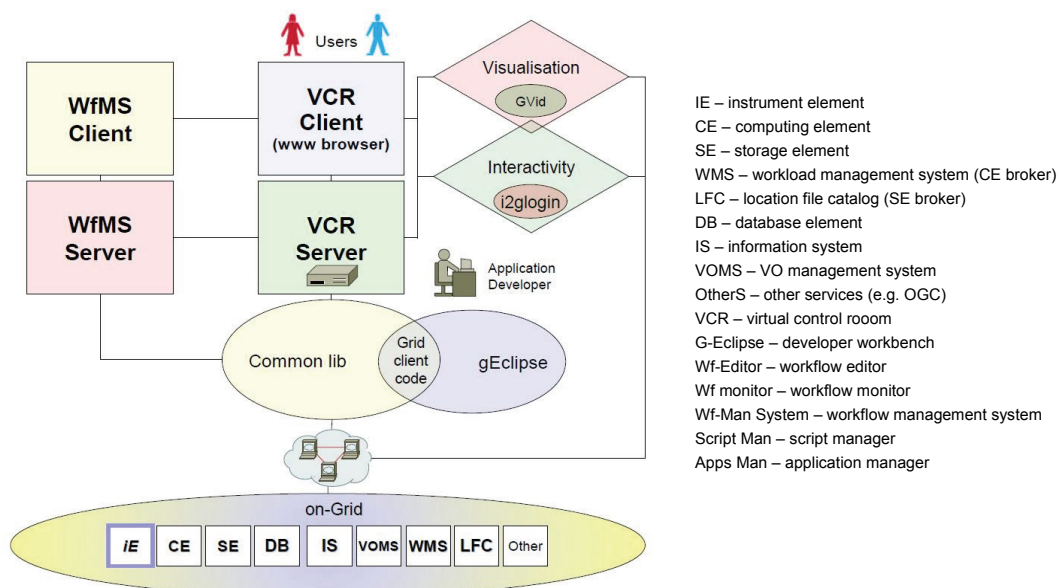 Users
WfMS
Client
VCR
Client
(www browser)
Visualisation
GVid
Interactivity
i2glogin
WfMS
Server
VCR
Server
Application
Developer
Common lib
Grid
client
code
gEclipse
on-Grid
iE CE SE DB IS VOMS WMS LFC Other
IE – instrument element
CE – computing element
SE – storage element
WMS – workload management system (CE broker)
LFC – location file catalog (SE broker)
DB – database element
IS – information system
VOMS – VO management system
OtherS – other services (e.g. OGC)
VCR – virtual control rooom
G-Eclipse – developer workbench
Wf-Editor – workflow editor
Wf monitor – workflow monitor
Wf-Man System – workflow management system
Script Man – script manager
Apps Man – application manager